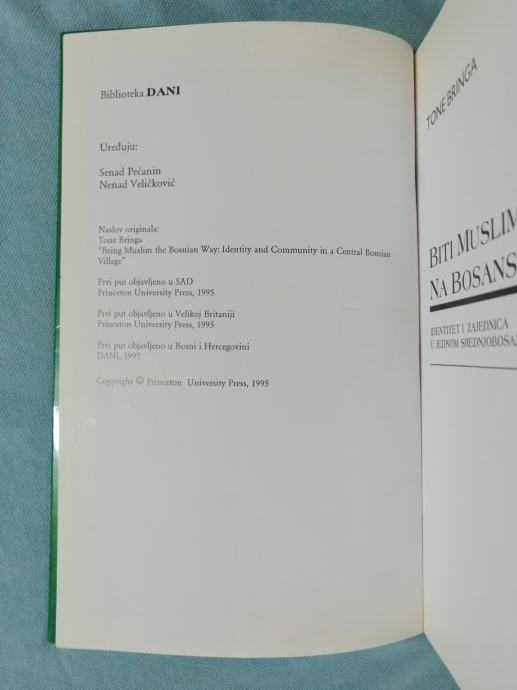 Biblioteka DANI
Uređuju:
Senad Pećanin
Nenad Veličković
Naslov originala:
Tone Bringa
"Being Muslim the Bosnian Way: Identity and Community in a Central Bosnian
Village"
Prvi put objavljeno u SAD
Princeton University Press, 1995
Prvi put objavljeno u Velikoj Britaniji
Princeton University Press, 1995
Prvi put objavljeno u Bosni i Hercegovini
DANI, 1997
Copyright © Princeton University Press, 1995
TONE BRINGA
BITI MUSLIM
NA BOSANS
IDENTITET I ZAJEDNICA
U JEDNOM SREDNJOBOSA